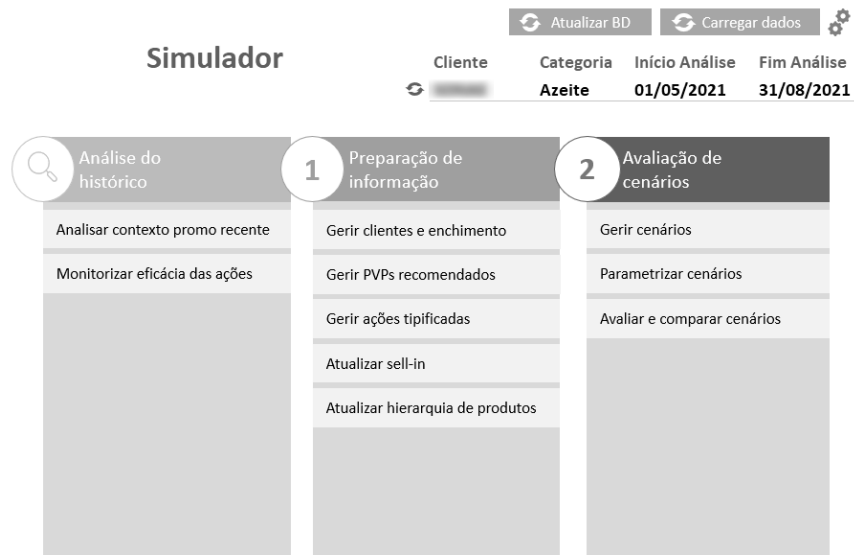 Atualizar BD
Carregar dados
Simulador
Cliente Categoria Início Análise Fim Análise
Azeite 01/05/2021 31/08/2021
Análise do
histórico
Analisar contexto promo recente
Monitorizar eficácia das ações
1
Preparação de
informação
Gerir clientes e enchimento
Gerir PVPs recomendados
Gerir ações tipificadas
Atualizar sell-in
Atualizar hierarquia de produtos
2
Avaliação de
cenários
Gerir cenários
Parametrizar cenários
Avaliar e comparar cenários